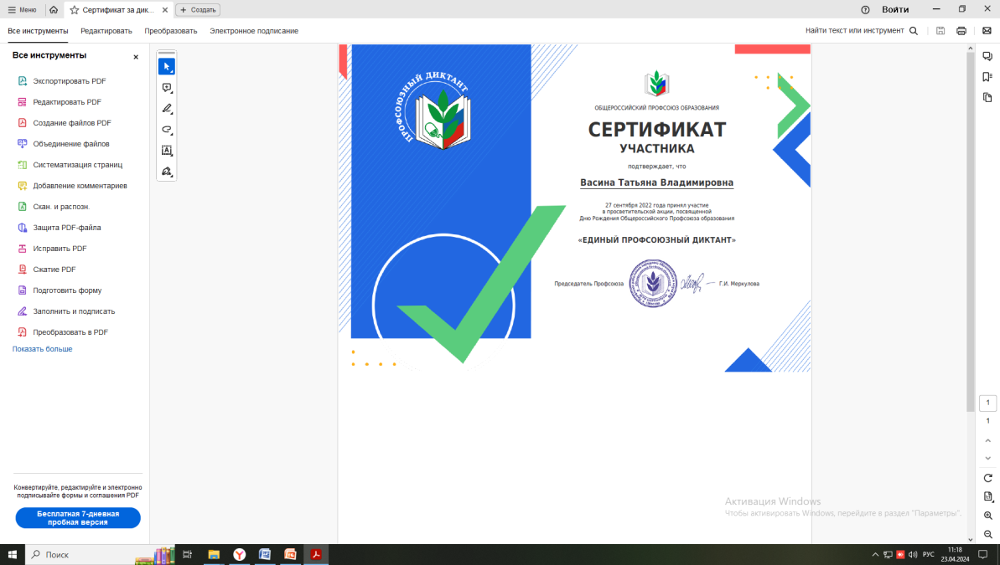 Меню
Сертификат за дик...
Создать
Войти
Все инструменты
Редактировать
Преобразовать
Электронное подписание
Найти текст или инструмент
Все инструменты
Экспортировать PDF
Редактировать PDF
Создание файлов PDF
Объединение файлов
Систематизация страниц
Добавление комментариев
Скан. и распозн.
Защита PDF-файла
Исправить PDF
Сжатие PDF
Подготовить форму
Заполнить и подписать
Преобразовать в PDF
Показать больше
Конвертируйте, редактируйте и электронно
подписывайте формы и соглашения PDF
Бесплатная 7-дневная
пробная версия
ПРОФСОЮЗНЫЙ ДИКТАНТ
ОБЩЕРОССИЙСКИЙ ПРОФСОЮЗ ОБРАЗОВАНИЯ
СЕРТИФИКАТ
УЧАСТНИКА
подтверждает, что
Васина Татьяна Владимировна
27 сентября 2022 года принял участие
в просветительской акции, посвященной
Дню Рождения Общероссийского Профсоюза образования
«ЕДИНЫЙ ПРОФСОЮЗНЫЙ ДИКТАНТ»
Председатель Профсоюза
Г.И. Меркулова
1
1
Активация Windows
Чтобы активировать Windows, перейдите в раздел "Параметры".
Поиск
РУС
11:18
23.04.2024